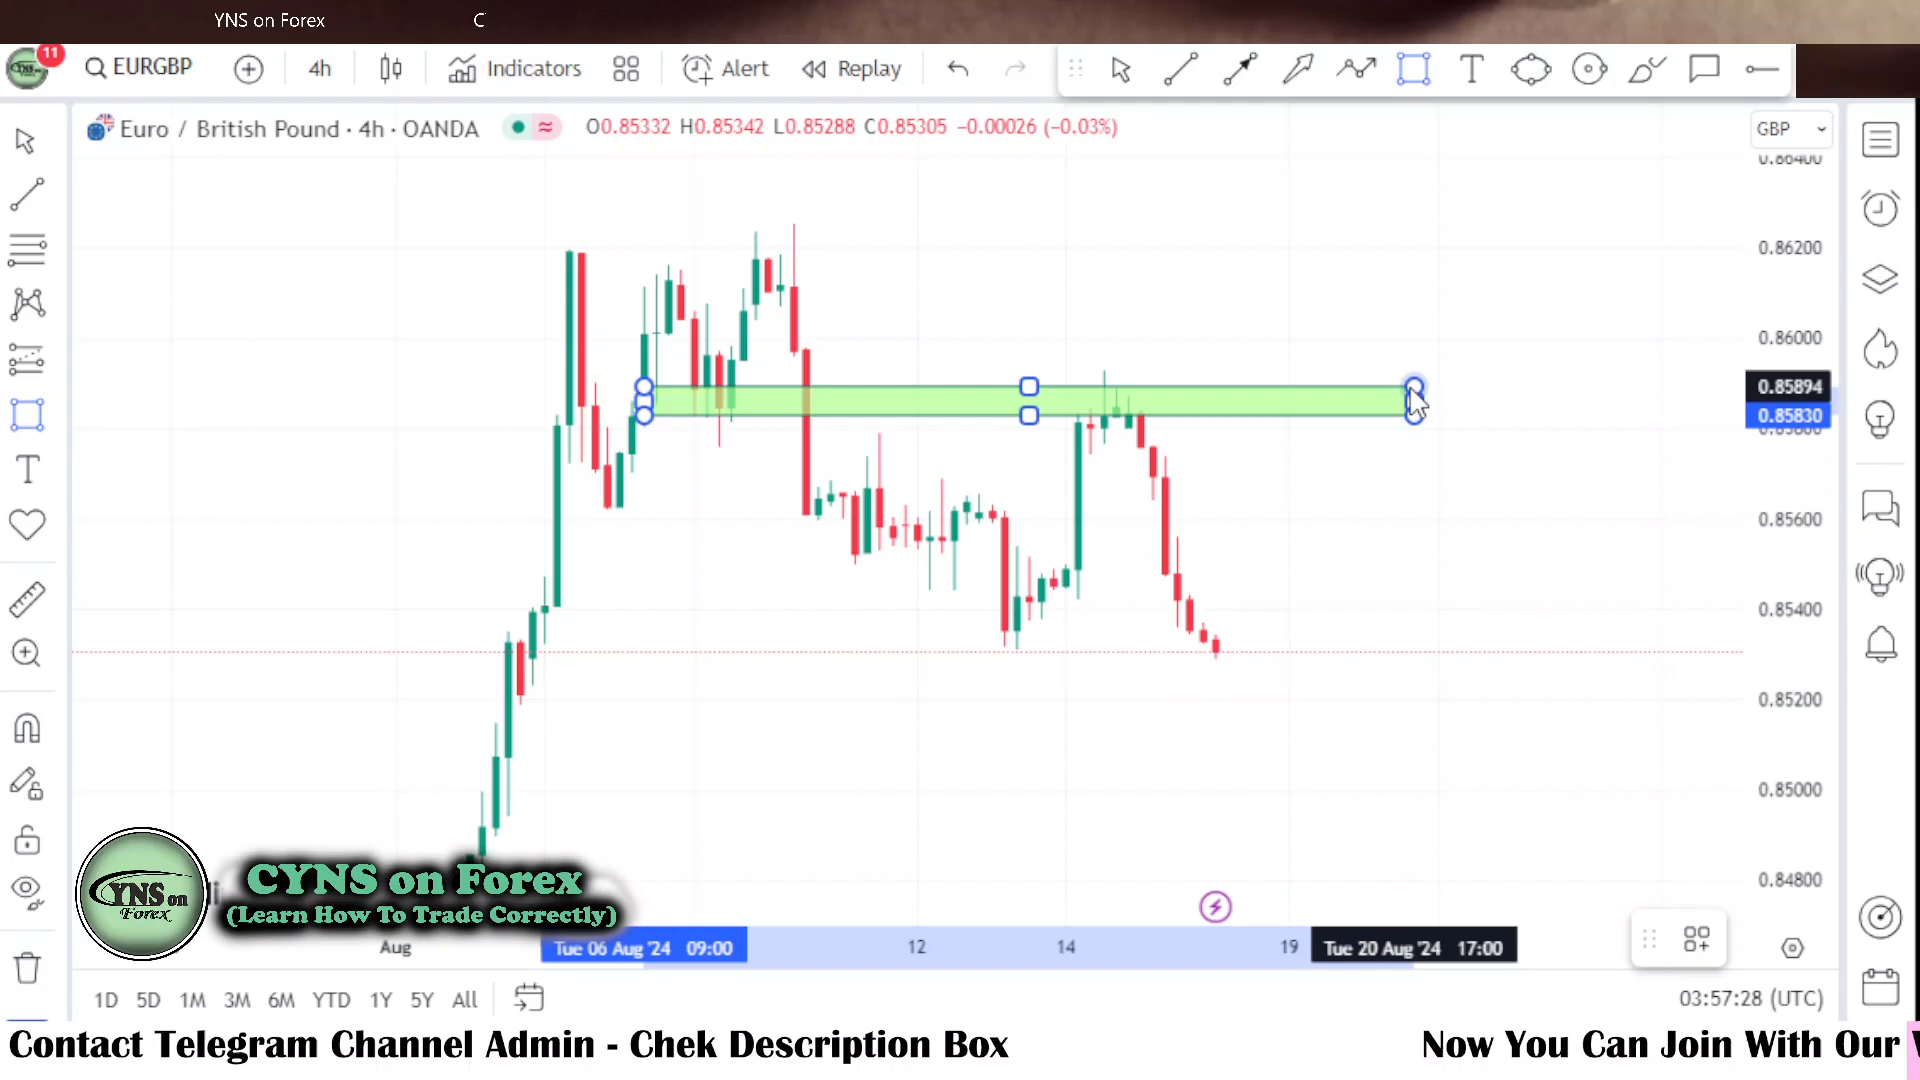 YNS on Forex C
11
EURGBP 4h Indicators Alert Replay
Euro / British Pound · 4h · OANDA O0.85332 H0.85342 L0.85288 C0.85305 −0.00026 (−0.03%)
GBP
0.86400
0.86200
0.86000
0.85894
0.85830
0.85800
0.85600
0.85400
0.85200
0.85000
0.84800
CYNS on Forex
(Learn How To Trade Correctly)
YNS on
Forex
Aug Tue 06 Aug '24 09:00 12 14 19 Tue 20 Aug '24 17:00
1D 5D 1M 3M 6M YTD 1Y 5Y All 03:57:28 (UTC)
Contact Telegram Channel Admin - Chek Description Box Now You Can Join With Our